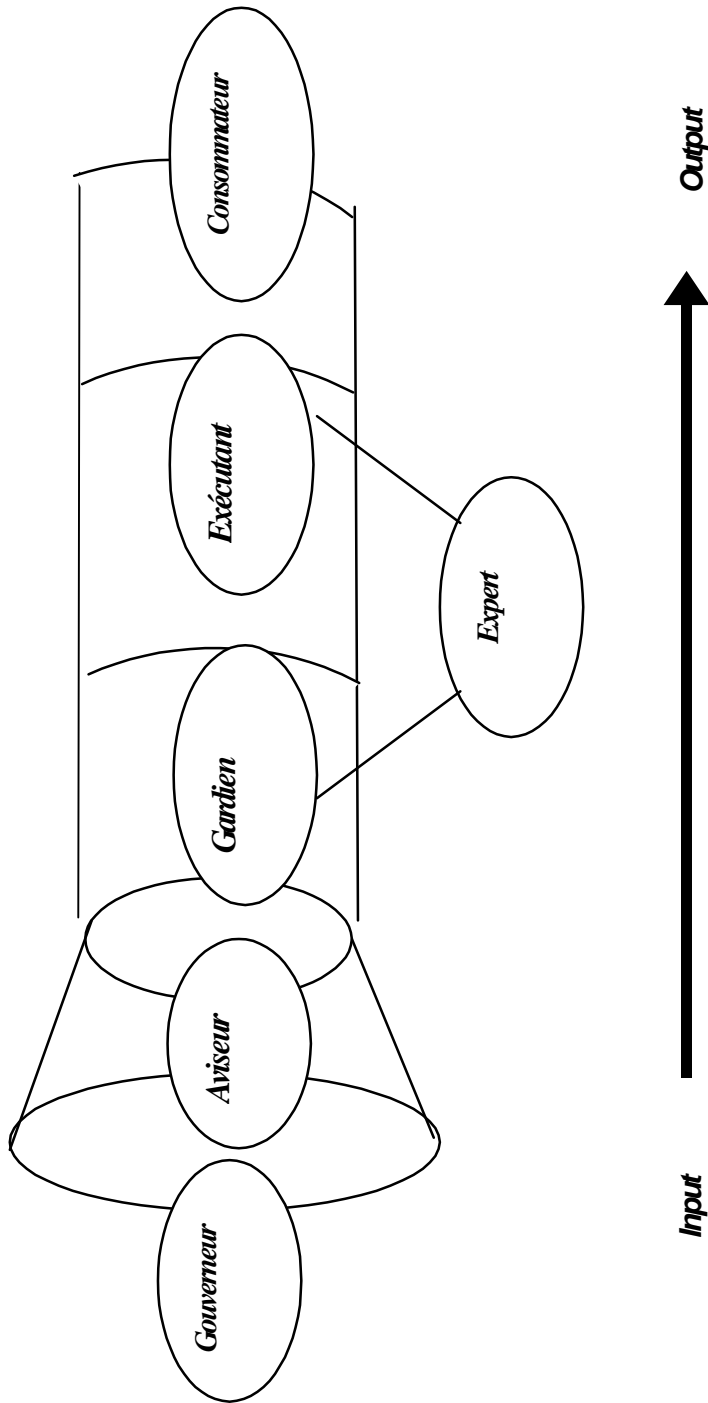 Gouverneur
Aviseur
Gardien
Exécutant
Consommateur
Expert
Input
Output